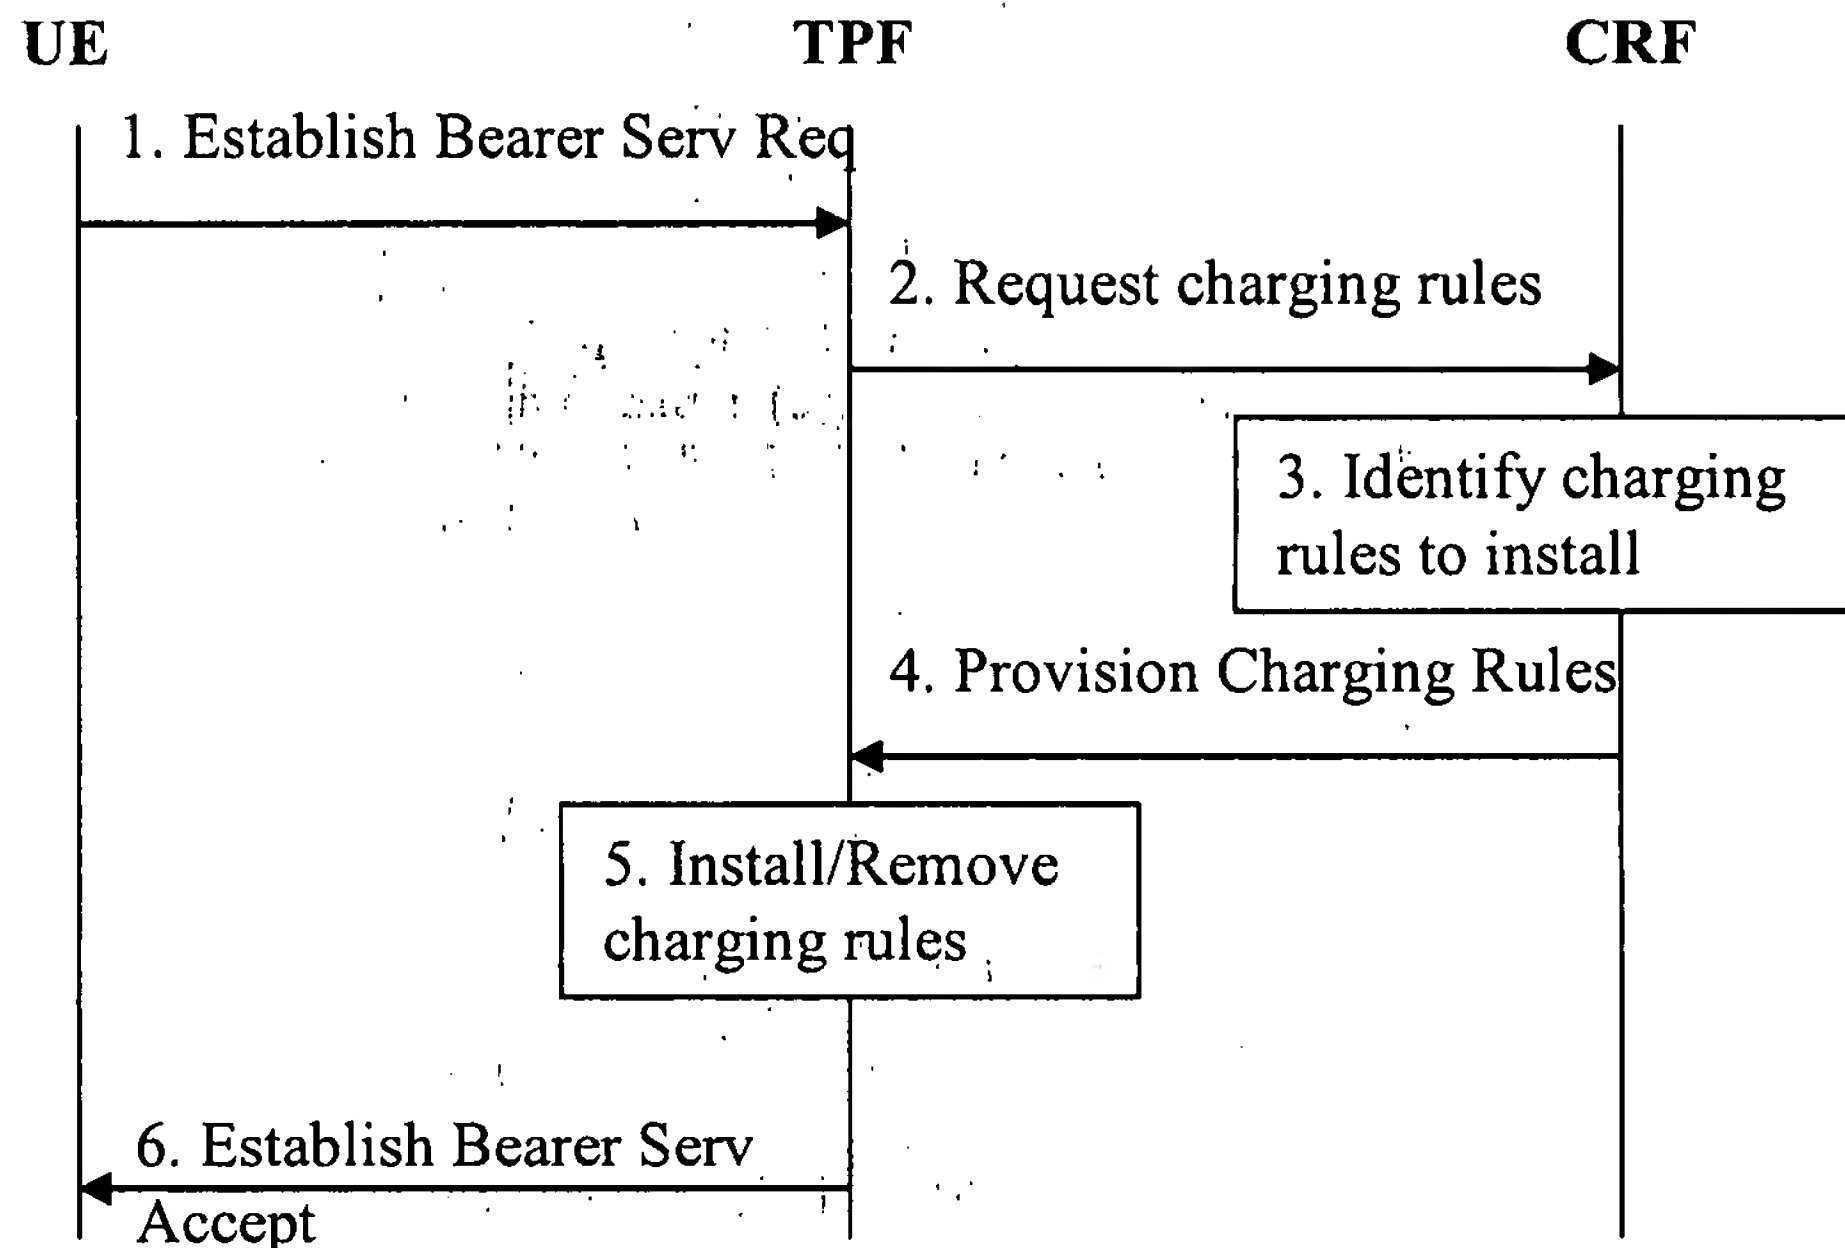 UE TPF CRF
1. Establish Bearer Serv Req
2. Request charging rules
3. Identify charging
rules to install
4. Provision Charging Rules
5. Install/Remove
charging rules
6. Establish Bearer Serv
Accept